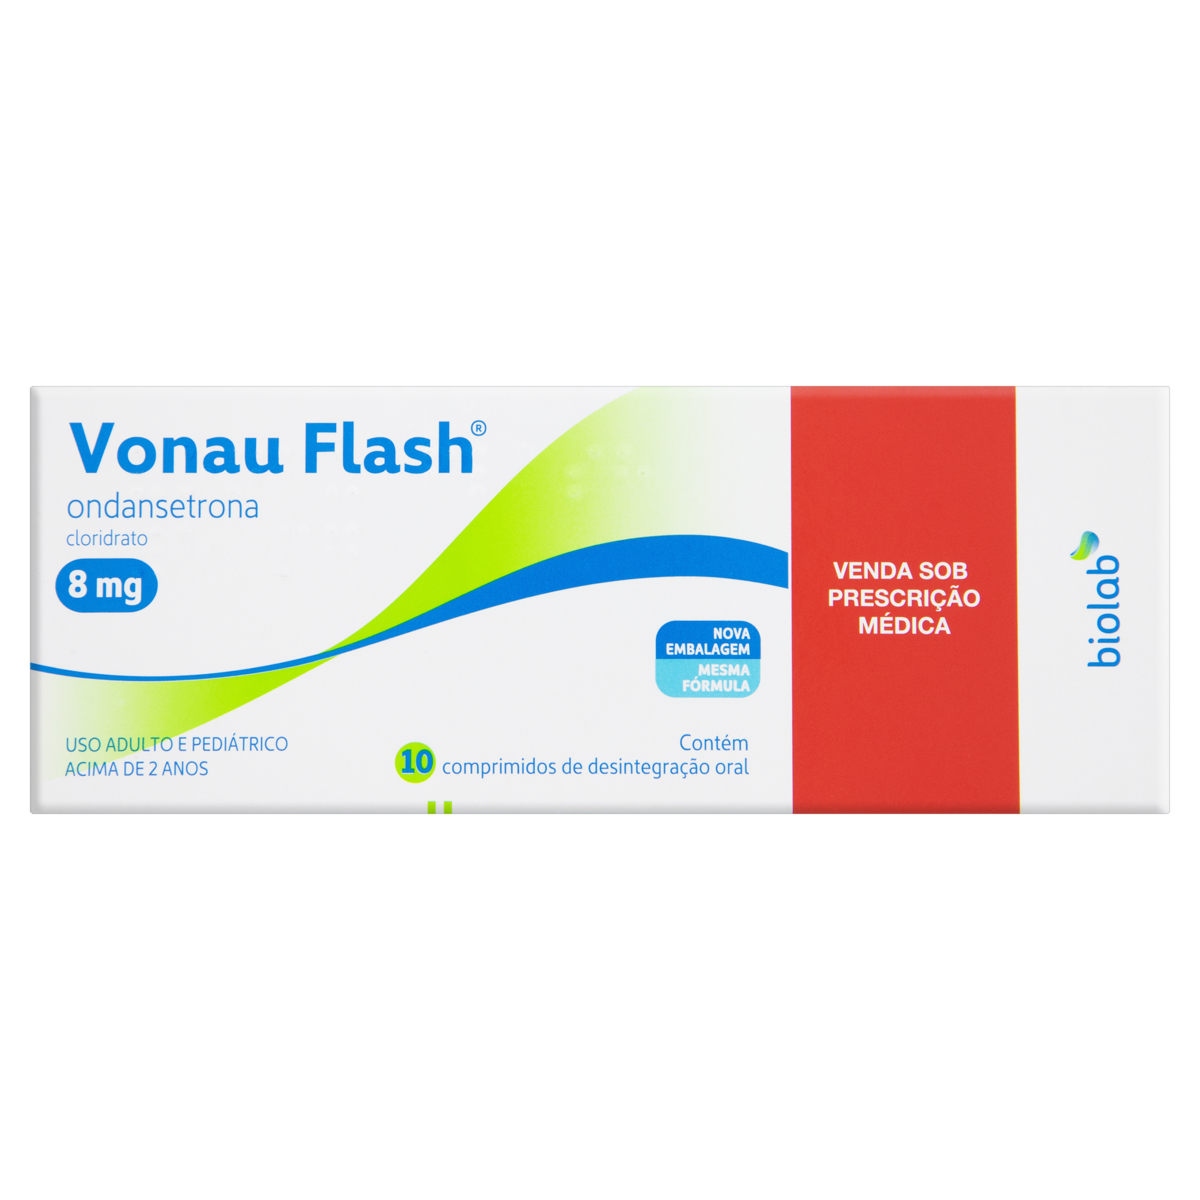 Vonau Flash®
ondansetrona
cloridrato
8 mg
NOVA
EMBALAGEM
MESMA
FÓRMULA
USO ADULTO E PEDIÁTRICO
ACIMA DE 2 ANOS
Contém
10 comprimidos de desintegração oral
VENDA SOB
PRESCRIÇÃO
MÉDICA
biolab